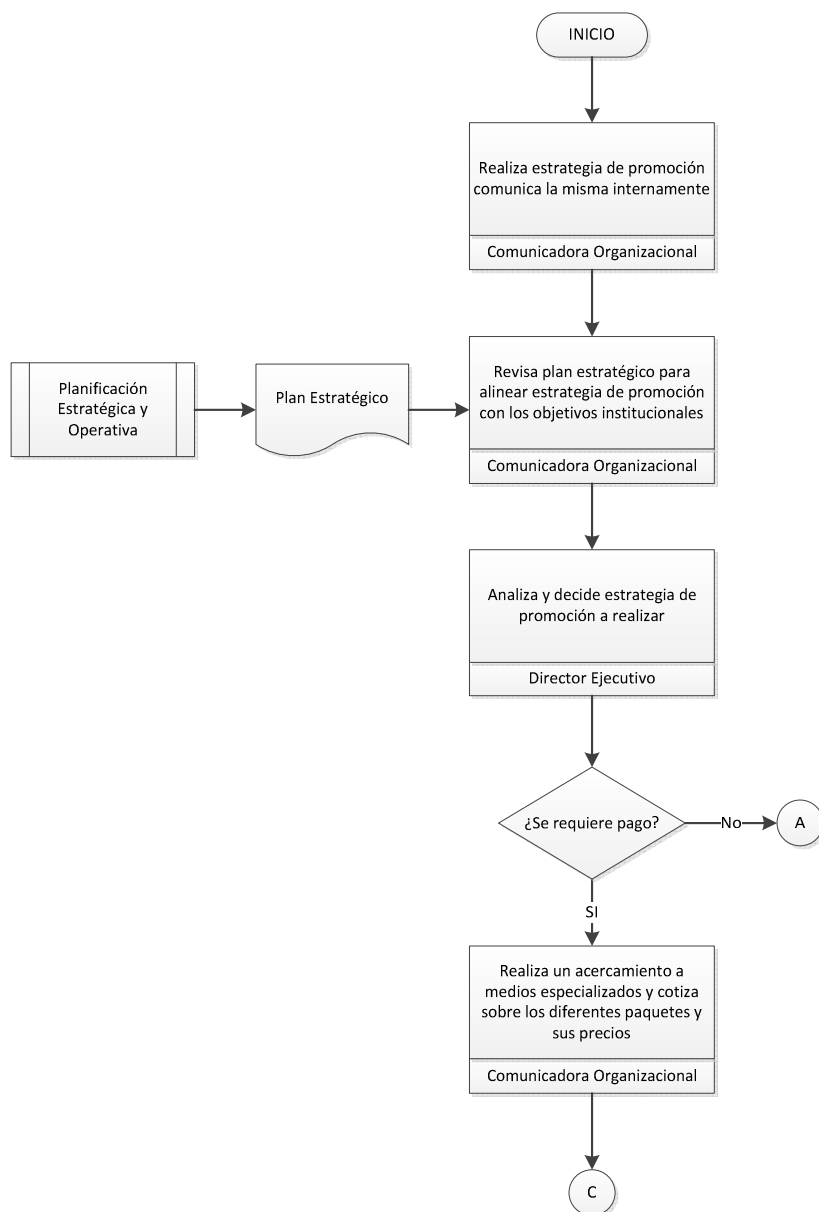 INICIO
Realiza estrategia de promoción
comunica la misma internamente
Comunicadora Organizacional
Planificación
Estratégica y
Operativa
Plan Estratégico
Revisa plan estratégico para
alinear estrategia de promoción
con los objetivos institucionales
Comunicadora Organizacional
Analiza y decide estrategia de
promoción a realizar
Director Ejecutivo
¿Se requiere pago?
No
A
SI
Realiza un acercamiento a
medios especializados y cotiza
sobre los diferentes paquetes y
sus precios
Comunicadora Organizacional
C